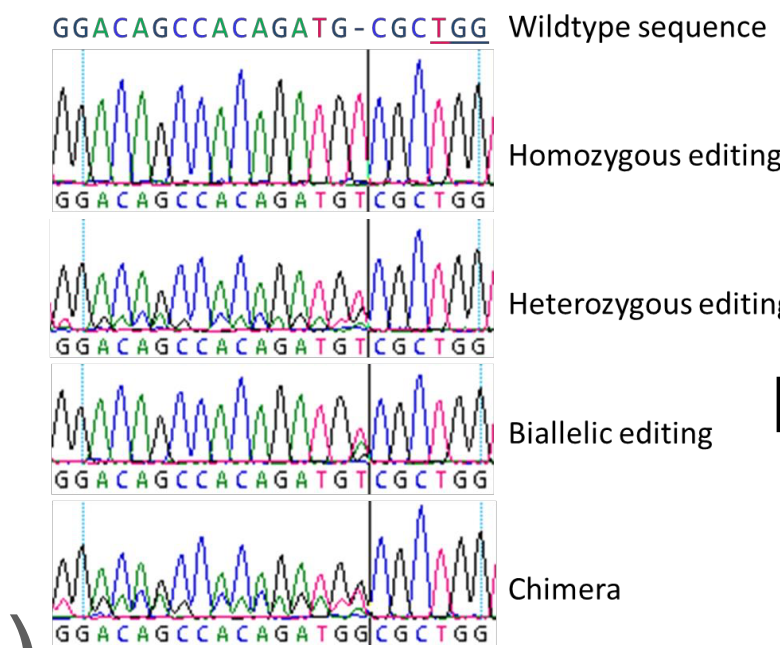 GGACAGCCACAGATG-CGCTGG Wildtype sequence
Homozygous editing
GGACAGCCACAGATGTCGCTGG
Heterozygous editing
GGACAGCCACAGATGTCGCTGG
Biallelic editing
GGACAGCCACAGATGTCGCTGG
Chimera
)
GGACAGCCACAGATGGCGCTGG